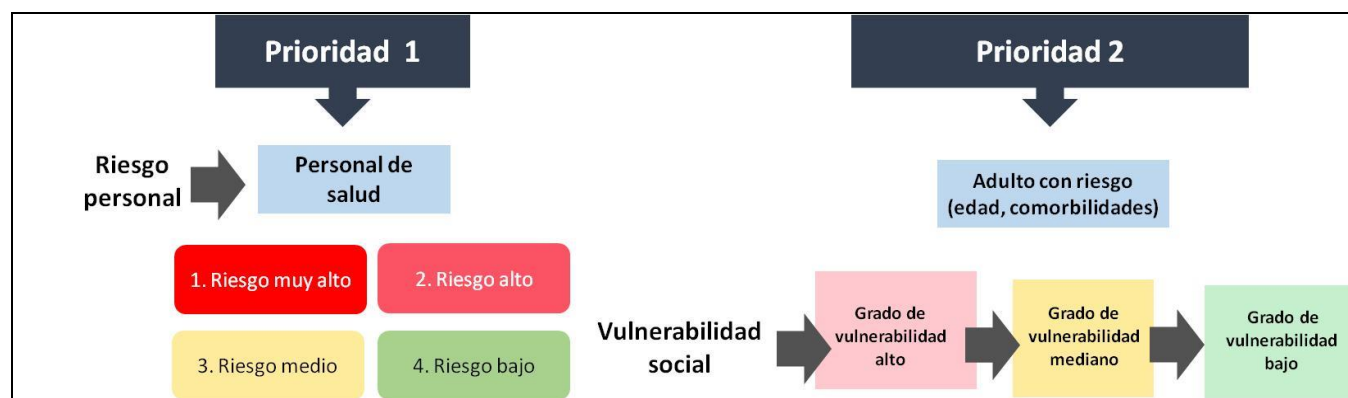 Prioridad 1
Riesgo
personal
Personal de
salud
1. Riesgo muy alto
2. Riesgo alto
3. Riesgo medio
4. Riesgo bajo
Prioridad 2
Adulto con riesgo
(edad, comorbilidades)
Vulnerabilidad
social
Grado de
vulnerabilidad
alto
Grado de
vulnerabilidad
mediano
Grado de
vulnerabilidad
bajo